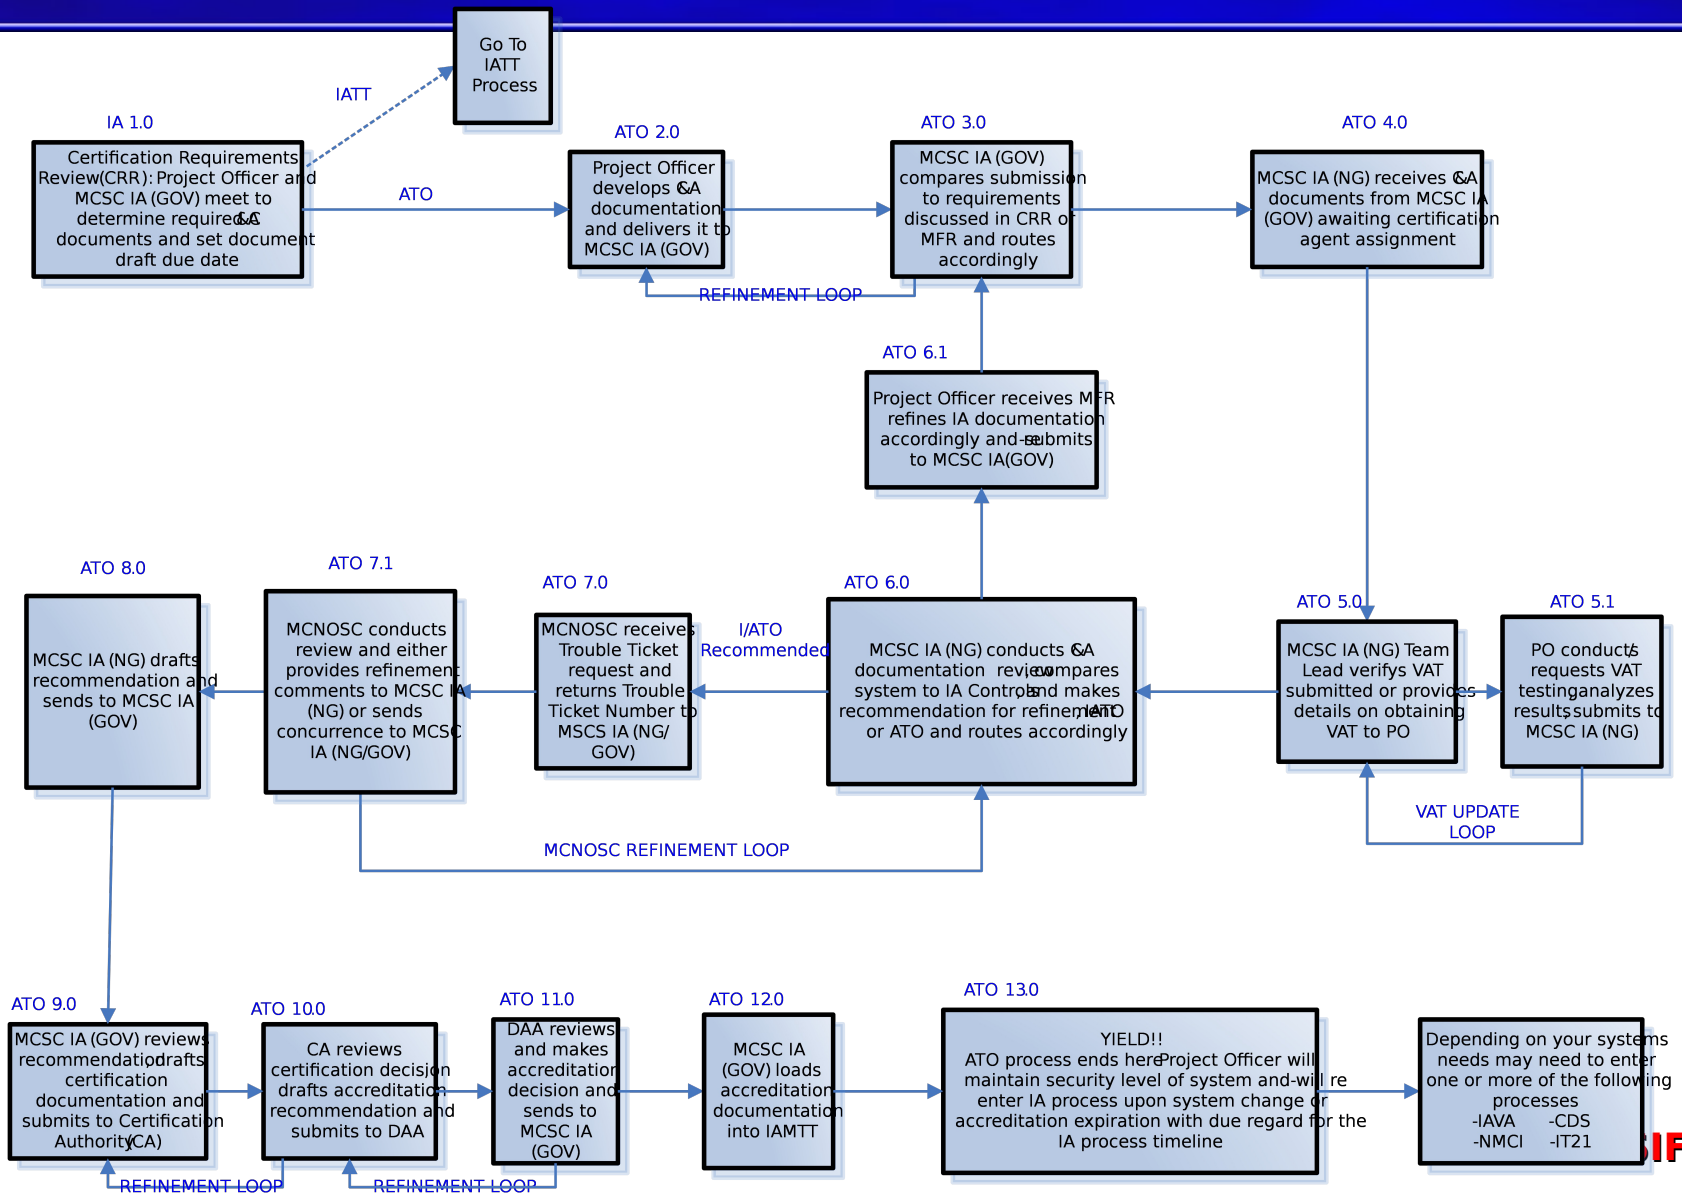 Go To
IATT
Process
IATT
IA 1.0
Certification Requirements
Review(CRR): Project Officer and
MCSC IA (GOV) meet to
determine required C&A
documents and set document
draft due date
ATO
ATO 2.0
Project Officer
develops C&A
documentation
and delivers it to
MCSC IA (GOV)
ATO 3.0
MCSC IA (GOV)
compares submission
to requirements
discussed in CRR or
MFR and routes
accordingly
REFINEMENT LOOP
ATO 4.0
MCSC IA (NG) receives C&A
documents from MCSC IA
(GOV) awaiting certification
agent assignment
ATO 6.1
Project Officer receives MFR
refines IA documentation
accordingly and re-submits
to MCSC IA(GOV)
ATO 8.0
MCSC IA (NG) drafts
recommendation and
sends to MCSC IA
(GOV)
ATO 7.1
MCNOSC conducts
review and either
provides refinement
comments to MCSC IA
(NG) or sends
concurrence to MCSC
IA (NG/GOV)
ATO 7.0
MCNOSC receives
Trouble Ticket
request and
returns Trouble
Ticket Number to
MSCS IA (NG/
GOV)
I/ATO
Recommended
ATO 6.0
MCSC IA (NG) conducts C&A
documentation review, compares
system to IA Controls, and makes
recommendation for refinement, IATO
or ATO and routes accordingly
ATO 5.0
MCSC IA (NG) Team
Lead verifys VAT
submitted or provides
details on obtaining
VAT to PO
ATO 5.1
PO conducts/
requests VAT
testing, analyzes
results, submits to
MCSC IA (NG)
VAT UPDATE
LOOP
MCNOSC REFINEMENT LOOP
ATO 9.0
MCSC IA (GOV) reviews
recommendation, drafts
certification
documentation and
submits to Certification
Authority (CA)
REFINEMENT LOOP
ATO 10.0
CA reviews
certification decision
drafts accreditation
recommendation and
submits to DAA
REFINEMENT LOOP
ATO 11.0
DAA reviews
and makes
accreditation
decision and
sends to
MCSC IA
(GOV)
ATO 12.0
MCSC IA
(GOV) loads
accreditation
documentation
into IAMTT
ATO 13.0
YIELD!!
ATO process ends here. Project Officer will
maintain security level of system and will re-
enter IA process upon system change or
accreditation expiration with due regard for the
IA process timeline
Depending on your systems
needs may need to enter
one or more of the following
processes
-IAVA -CDS
-NMCI -IT21